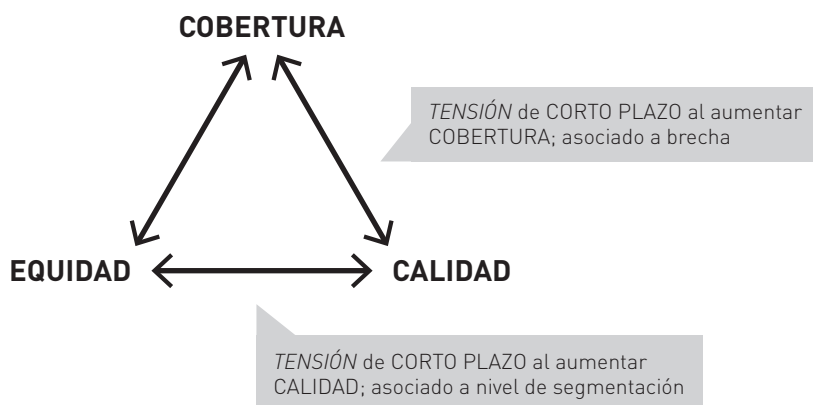 COBERTURA
TENSIÓN de CORTO PLAZO al aumentar
COBERTURA; asociado a brecha
EQUIDAD
CALIDAD
TENSIÓN de CORTO PLAZO al aumentar
CALIDAD; asociado a nivel de segmentación